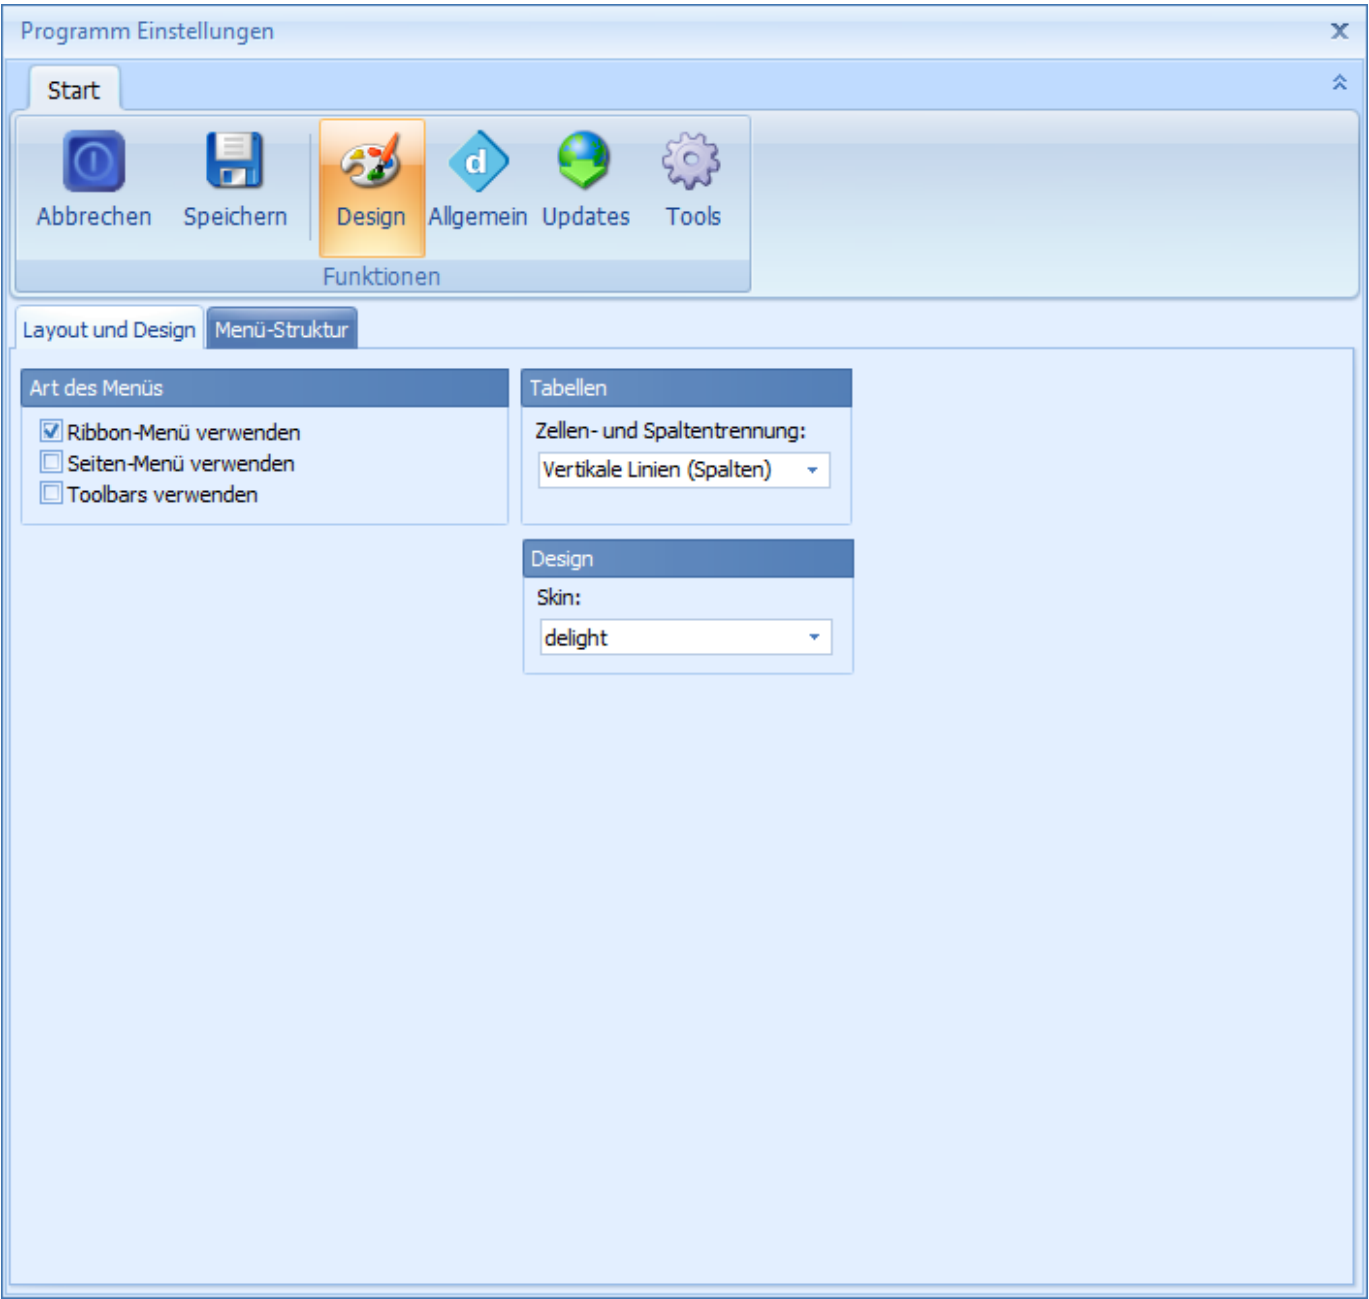 Programm Einstellungen
Start
Abbrechen Speichern Design Allgemein Updates Tools
Funktionen
Layout und Design Menü-Struktur
Art des Menüs
Ribbon-Menü verwenden
Seiten-Menü verwenden
Toolbars verwenden
Tabellen
Zellen- und Spaltentrennung:
Vertikale Linien (Spalten)
Design
Skin:
delight